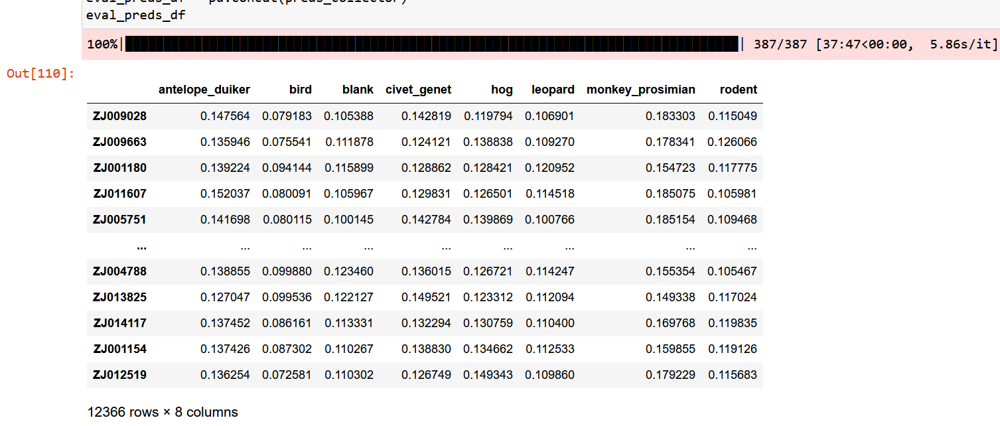 eval_preds_df = pd.concat(preds_collector)
eval_preds_df
100%| | 387/387 [37:47<00:00, 5.86s/it]
Out[110]:
antelope_duiker bird blank civet_genet hog leopard monkey_prosimian rodent
ZJ009028 0.147564 0.079183 0.105388 0.142819 0.119794 0.106901 0.183303 0.115049
ZJ009663 0.135946 0.075541 0.111878 0.124121 0.138838 0.109270 0.178341 0.126066
ZJ001180 0.139224 0.094144 0.115899 0.128862 0.128421 0.120952 0.154723 0.117775
ZJ011607 0.152037 0.080091 0.105967 0.129831 0.126501 0.114518 0.185075 0.105981
ZJ005751 0.141698 0.080115 0.100145 0.142784 0.139869 0.100766 0.185154 0.109468
... ... ... ... ... ... ... ... ...
ZJ004788 0.138855 0.099880 0.123460 0.136015 0.126721 0.114247 0.155354 0.105467
ZJ013825 0.127047 0.099536 0.122127 0.149521 0.123312 0.112094 0.149338 0.117024
ZJ014117 0.137452 0.086161 0.113331 0.132294 0.130759 0.110400 0.169768 0.119835
ZJ001154 0.137426 0.087302 0.110267 0.138830 0.134662 0.112533 0.159855 0.119126
ZJ012519 0.136254 0.072581 0.110302 0.126749 0.149343 0.109860 0.179229 0.115683
12366 rows × 8 columns